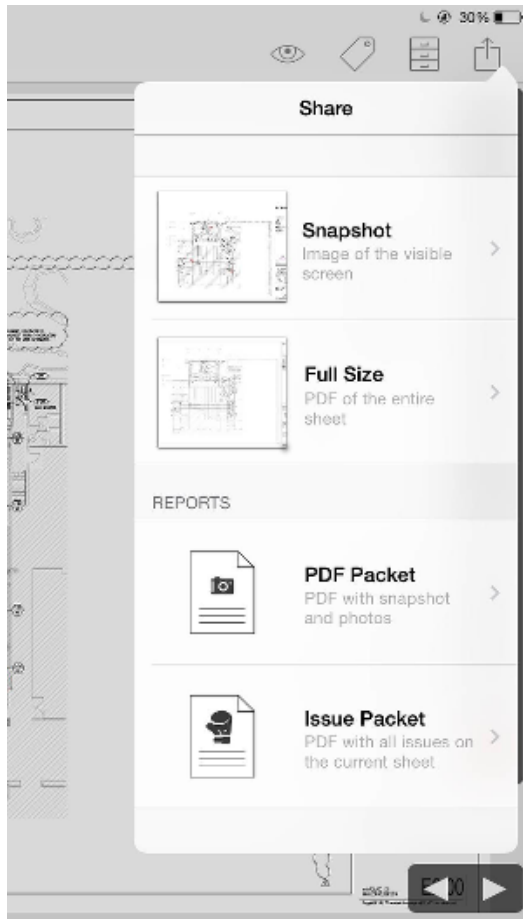 30%
Share
Snapshot
Image of the visible
screen
Full Size
PDF of the entire
sheet
REPORTS
PDF Packet
PDF with snapshot
and photos
Issue Packet
PDF with all issues on
the current sheet